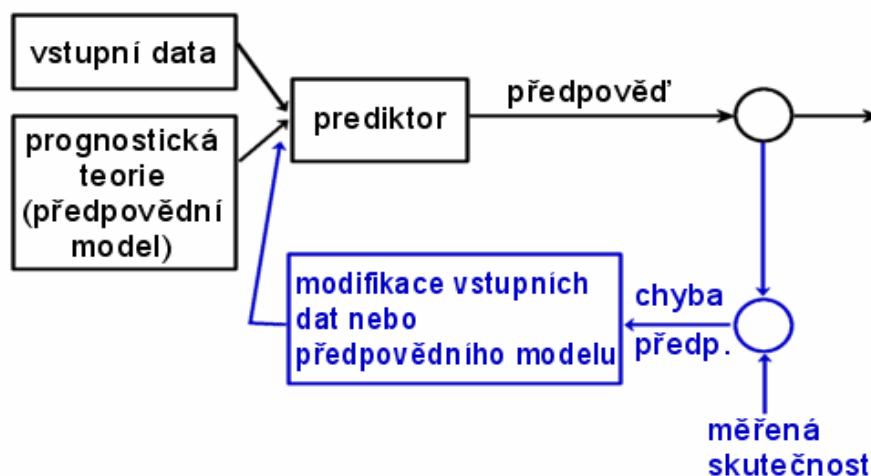 vstupní data
prognostická
teorie
(předpovědní
model)
prediktor
předpověď
modifikace vstupních
dat nebo
předpovědního modelu
chyba
předp.
měřená
skutečnost